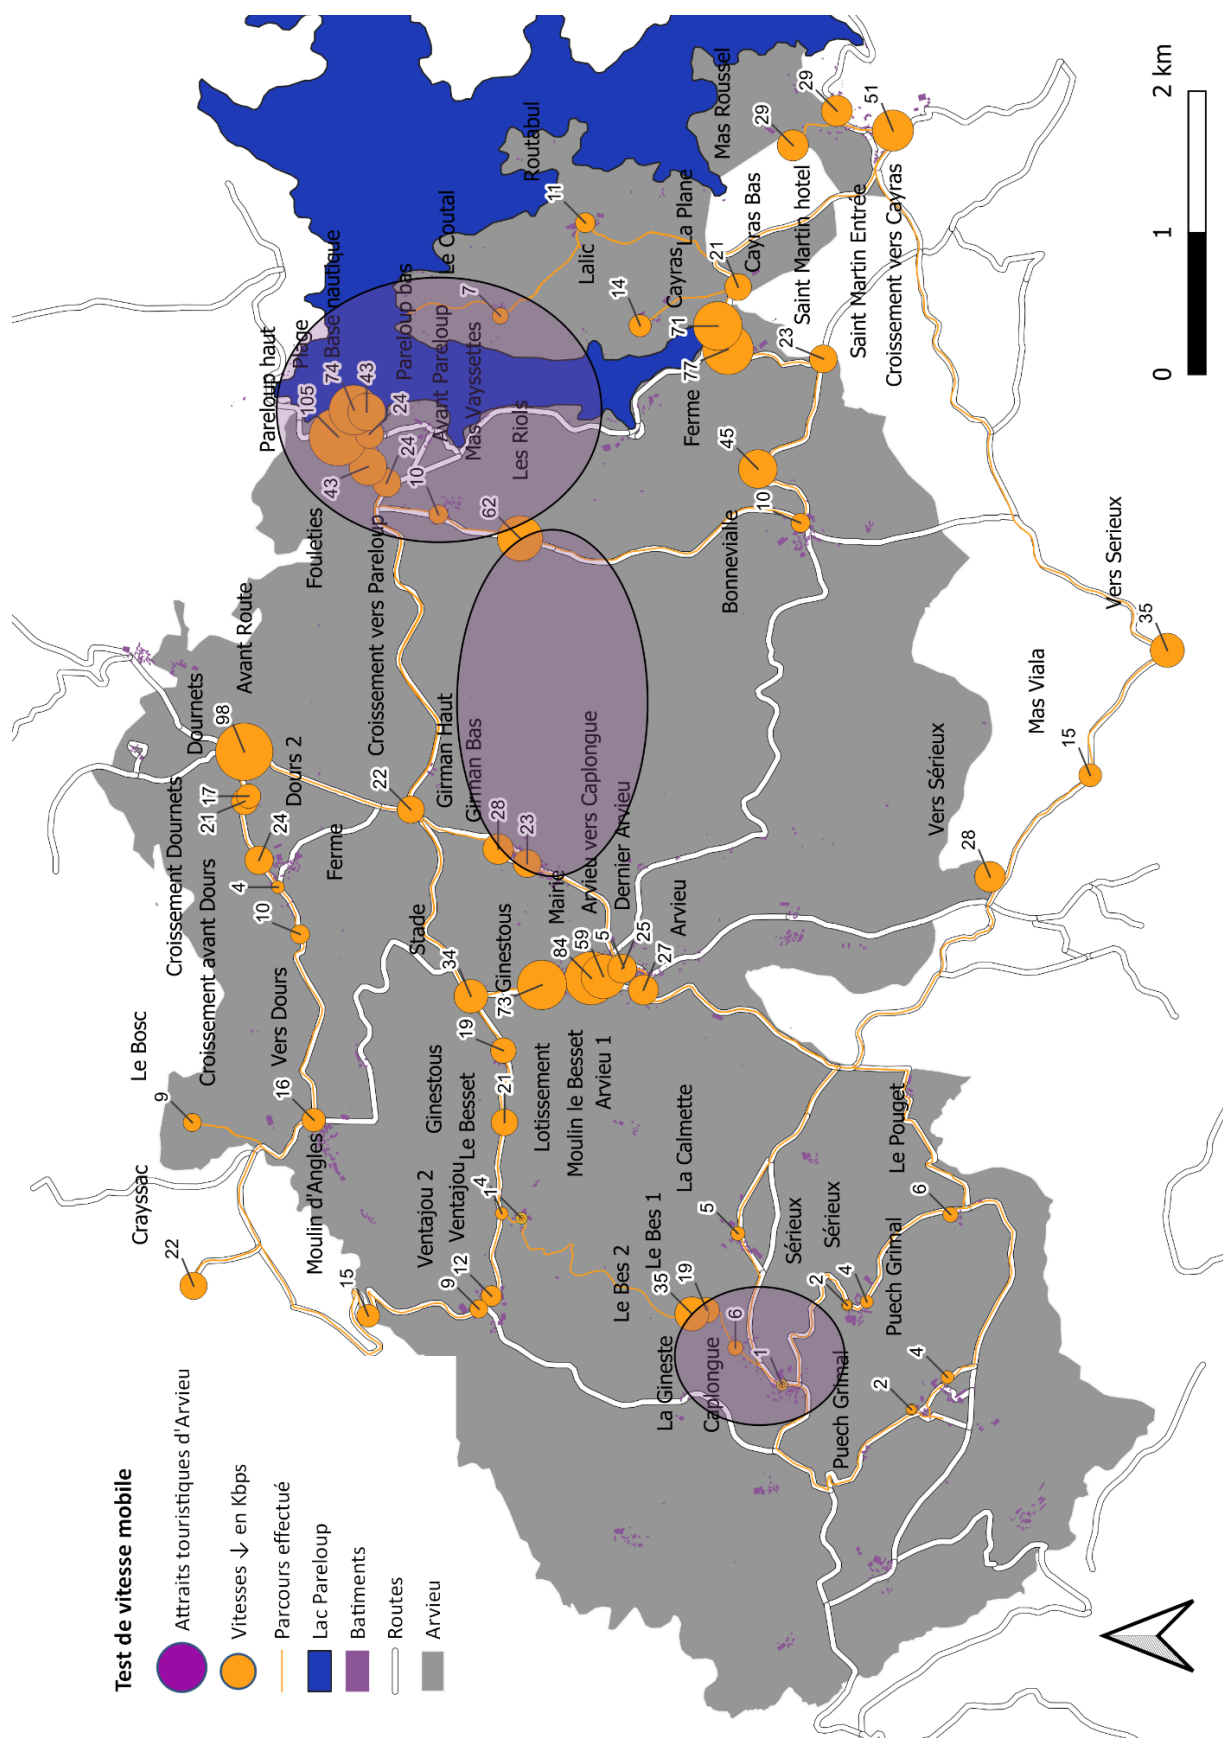 Test de vitesse mobile
Attraits touristiques d'Arvieu
Vitesses ↓ en Kbps
Parcours effectué
Lac Pareloup
Batiments
Routes
Arvieu
Crayssac
22
Le Bosc
9
Croissement Dournets
Croissement avant Dours
Dournets
98
Avant Route
21
17
24
Dours 2
4
10
Ferme
Vers Dours
16
Moulin d'Angles
15
Pareloup haut
Plage
Base nautique
105
74
43
Pareloup bas
24
43
24
Avant Pareloup
10
Mas Vayssettes
Les Riols
62
Fouleties
Croissement vers Pareloup
22
Girman Haut
Girman Bas
28
23
Stade
34
Ginestous
73
Mairie
84
Arvieu vers Caplongue
59
5
Dernier Arvieu
25
27
Arvieu
19
21
Ginestous
Le Besset
Lotissement
Moulin le Besset
Arvieu 1
14
1
Ventajou 2
Ventajou
9
12
Le Coutal
7
Routabul
11
Lalic
14
La Plane
Cayras
71
77
21
Cayras Bas
Mas Roussel
29
29
51
Saint Martin hotel
Saint Martin Entrée
Croissement vers Cayras
23
Ferme
45
10
Bonnevialle
La Calmette
5
Le Bes 1
Le Bes 2
35
19
6
1
La Gineste
Caplongue
Sérieux
Sérieux
2
4
Puech Grimal
Puech Grimal
2
4
Le Pouget
6
Vers Sérieux
28
Mas Viala
15
Vers Serieux
35
0
1
2 km